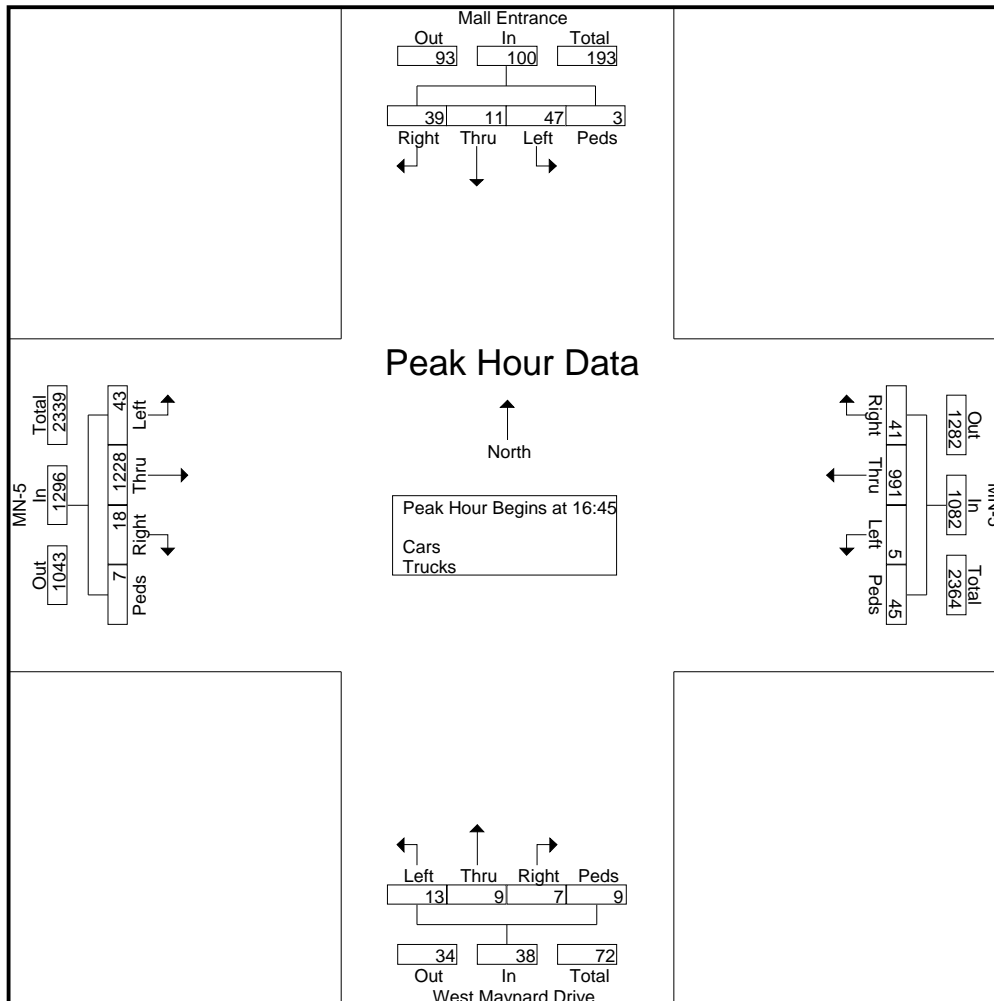 Mall Entrance
Out In Total
93 100 193
39 11 47 3
Right Thru Left Peds
Peak Hour Data
North
Peak Hour Begins at 16:45
Cars
Trucks
MN-5
Total In Out
2339 1296 1043
43 1228 18 7
Left Thru Right Peds
Right Thru Left Peds
41 991 5 45
Out In Total
1282 1082 2364
MN-5
Left Thru Right Peds
13 9 7 9
34 38 72
Out In Total
West Maynard Drive